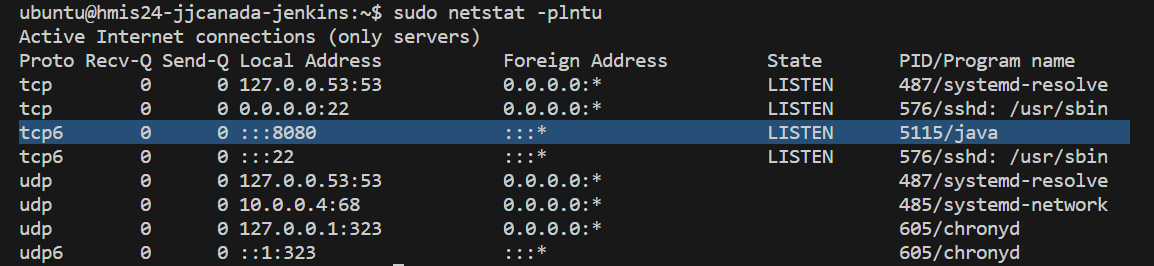 ubuntu@hmis24-jjcanada-jenkins:~$ sudo netstat -plntu
Active Internet connections (only servers)
Proto Recv-Q Send-Q Local Address           Foreign Address         State       PID/Program name
tcp        0      0 127.0.0.53:53           0.0.0.0:*               LISTEN      487/systemd-resolve
tcp        0      0 0.0.0.0:22              0.0.0.0:*               LISTEN      576/sshd: /usr/sbin
tcp6       0      0 :::8080                 :::*                    LISTEN      5115/java
tcp6       0      0 :::22                   :::*                    LISTEN      576/sshd: /usr/sbin
udp        0      0 127.0.0.53:53           0.0.0.0:*                           487/systemd-resolve
udp        0      0 10.0.0.4:68             0.0.0.0:*                           485/systemd-network
udp        0      0 127.0.0.1:323           0.0.0.0:*                           605/chronyd
udp6       0      0 ::1:323                 :::*                                605/chronyd